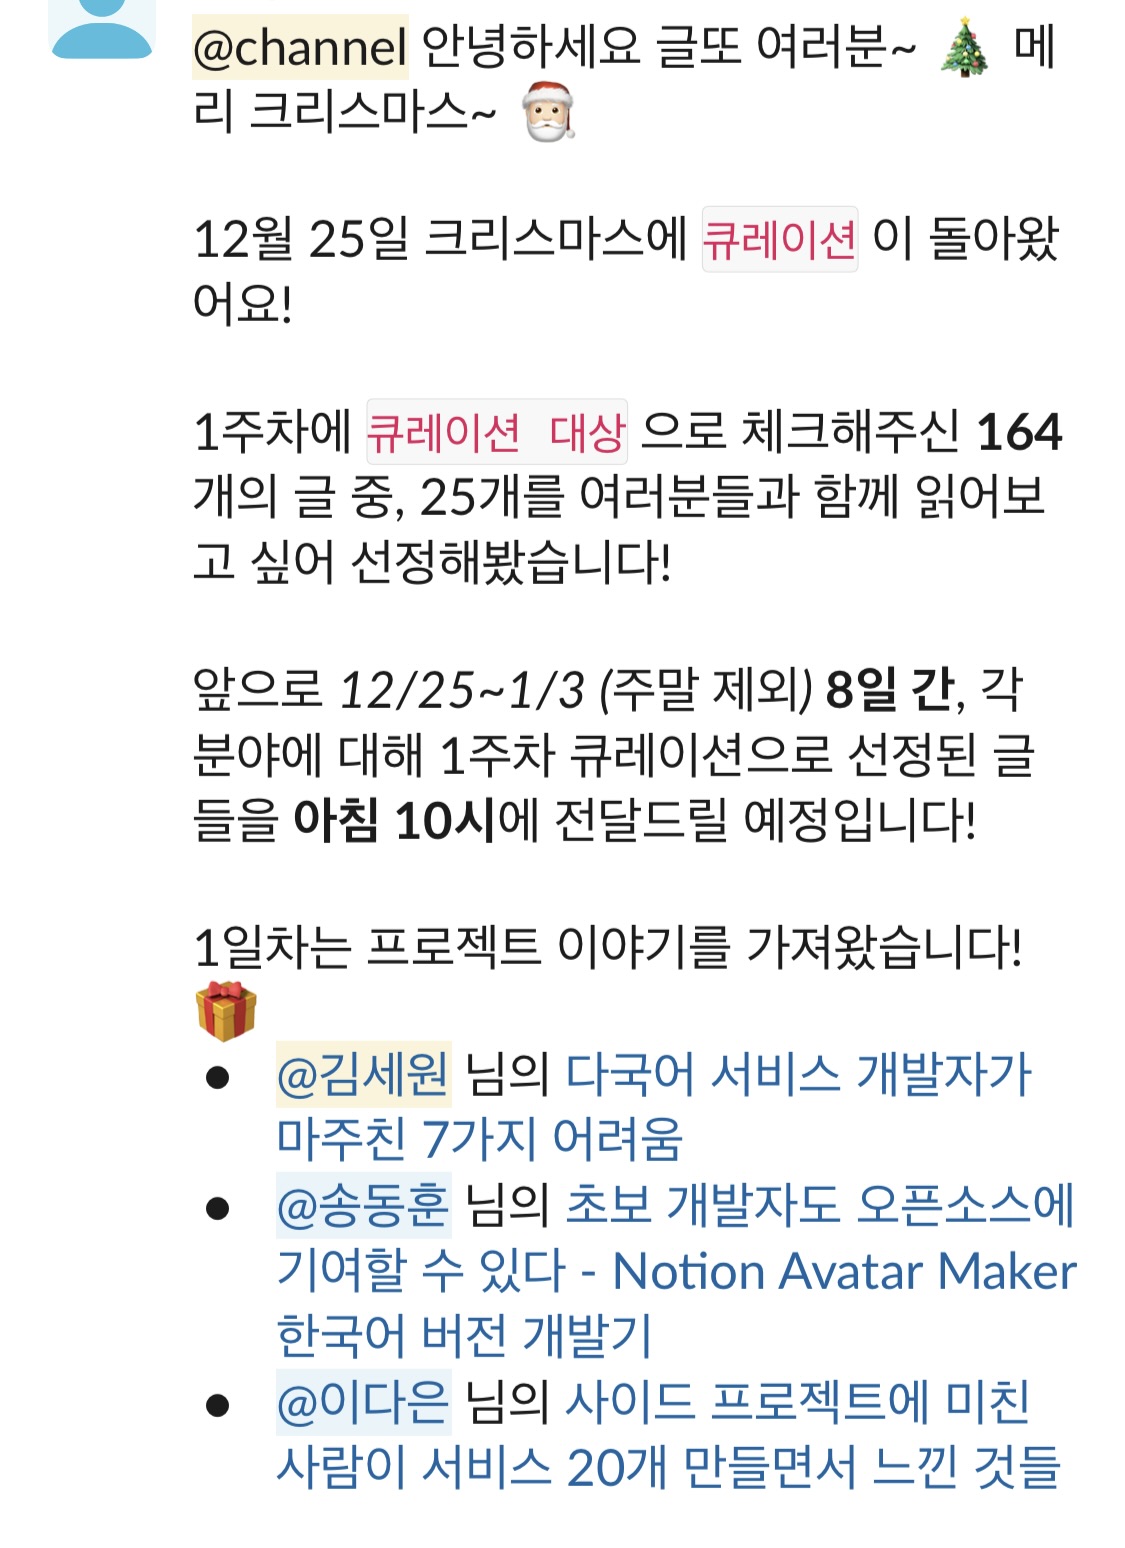 @channel 안녕하세요 글또 여러분~ 🎄 메
리 크리스마스~ 🎅🏻
12월 25일 크리스마스에 큐레이션 이 돌아왔
어요!
1주차에 큐레이션 대상 으로 체크해주신 164
개의 글 중, 25개를 여러분들과 함께 읽어보
고 싶어 선정해봤습니다!
앞으로 12/25~1/3 (주말 제외) 8일 간, 각
분야에 대해 1주차 큐레이션으로 선정된 글
들을 아침 10시에 전달드릴 예정입니다!
1일차는 프로젝트 이야기를 가져왔습니다!
🎁
● @김세원 님의 다국어 서비스 개발자가
마주친 7가지 어려움
● @송동훈 님의 초보 개발자도 오픈소스에
기여할 수 있다 - Notion Avatar Maker
한국어 버전 개발기
● @이다은 님의 사이드 프로젝트에 미친
사람이 서비스 20개 만들면서 느낀 것들